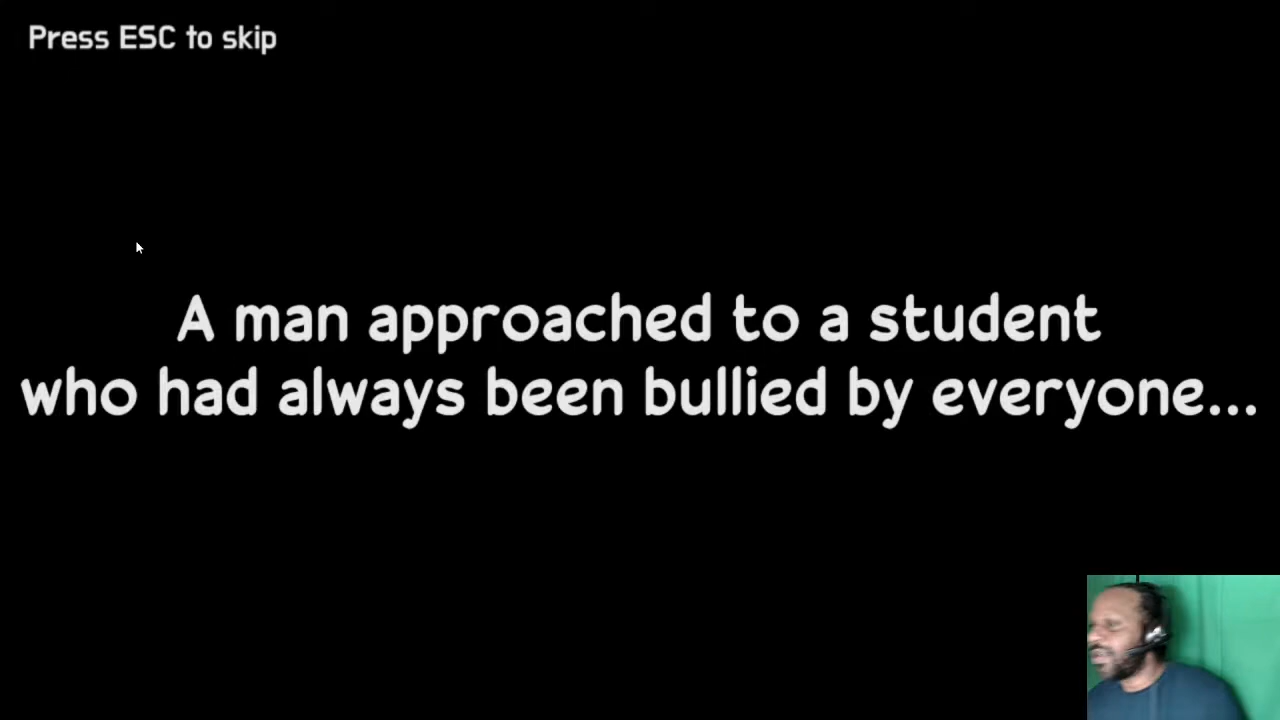 Press ESC to skip
A man approached to a student
who had always been bullied by everyone...